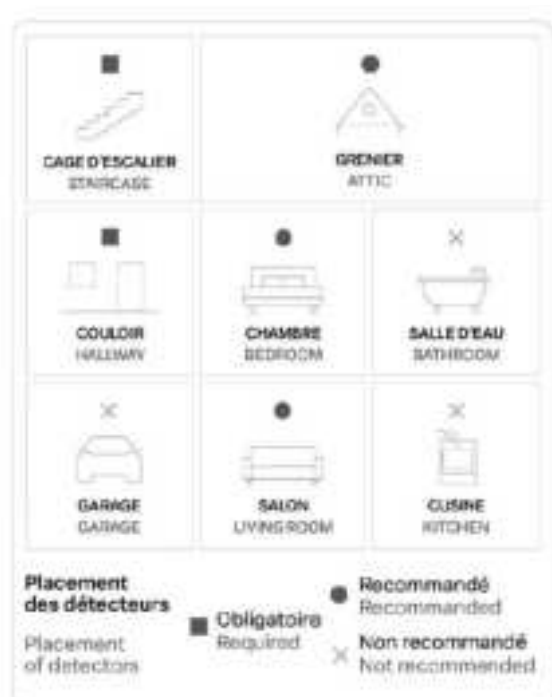 CAGE D'ESCALIER
STAIRCASE
GRENIER
ATTIC
COULOIR
HALLWAY
CHAMBRE
BEDROOM
SALLE D'EAU
BATHROOM
GARAGE
GARAGE
SALON
LIVING ROOM
CUISINE
KITCHEN
Placement
des détecteurs
Placement
of detectors
Obligatoire
Required
Recommandé
Recommanded
Non recommandé
Not recommended